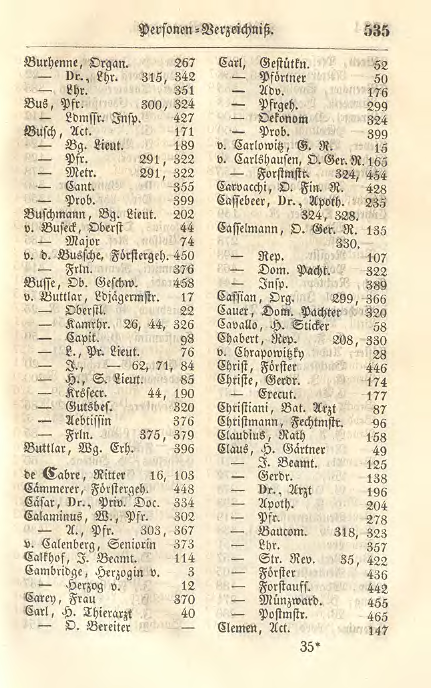 Personen-Verzeichniß. 535
Burhenne, Organ. 267
— Dr., Lhr. 315, 342
— Lhr. 351
Bus, Pfr. 300, 324
— Ldmssr. Insp. 427
Busch, Act. 171
— Bg. Lieut. 189
— Pfr. 291, 322
— Metr. 291, 322
— Cant. 355
— Prob. 399
Buschmann, Bg. Lieut. 202
v. Buseck, Oberst 44
— Major 74
v. d. Bussche, Förstergeh. 450
— Frln. 376
Busse, Ob. Geschw. 458
v. Buttlar, Ldjägermstr. 17
— Oberstl. 22
— Kamrhr. 26, 44, 326
— Capit. 98
— L., Pr. Lieut. 76
— J., — 62, 71, 84
— H., S. Lieut. 85
— Krssecr. 44, 190
— Gutsbes. 320
— Aebtissin 376
— Frln. 375, 379
Buttlar, Wg. Erh. 396
de Cabre, Ritter 16, 103
Cämmerer, Förstergeh. 448
Cäsar, Dr., Priv. Doc. 334
Calaminus, W., Pfr. 302
— A., Pfr. 303, 367
v. Calenberg, Seniorin 373
Calkhof, J. Beamt. 114
Cambridge, Herzogin v. 3
— Herzog v. 12
Carey, Frau 370
Carl, H. Thierarzt 40
— O. Bereiter —
Carl, Gestütkn. 52
— Pförtner 50
— Adv. 176
— Pfrgeh. 299
— Oekonom 324
— Prob. 399
v. Carlowitz, G. R. 15
v. Carlshausen, O. Ger. R. 165
— Forstmstr. 324, 454
Carvacchi, O. Fin. R. 428
Casselbeer, Dr., Apoth. 235
324, 328.
Casselmann, O. Ger. R. 135
330.
— Rep. 107
— Dom. Pacht. 322
— Insp. 389
Cassian, Org. 299, 366
Cauer, Dom. Pachter 320
Cavallo, H. Sticker 58
Chabert, Rep. 208, 330
v. Chrapowitzky 28
Christ, Förster 446
Christe, Gerdr. 174
— Execut. 177
Christiani, Bat. Arzt 87
Christmann, Fechtmstr. 96
Claudius, Rath 158
Claus, H. Gärtner 49
— J. Beamt. 125
— Gerdr. 138
— Dr., Arzt 196
— Apoth. 204
— Pfr. 278
— Baucom. 318, 323
— Lhr. 357
— Str. Rev. 35, 422
— Förster 436
— Forstauff. 442
— Münzward. 455
— Postmstr. 465
Clemen, Act. 147
35*